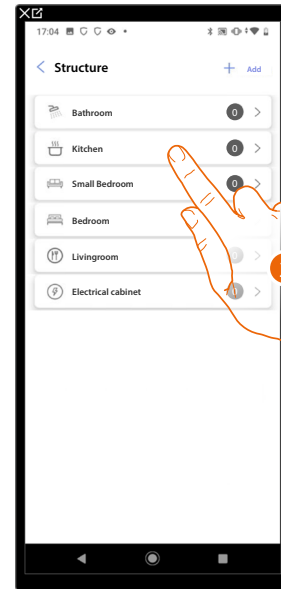 17:04
Structure
+ Add
Bathroom 0
Kitchen 0
Small Bedroom 0
Bedroom
Livingroom
Electrical cabinet